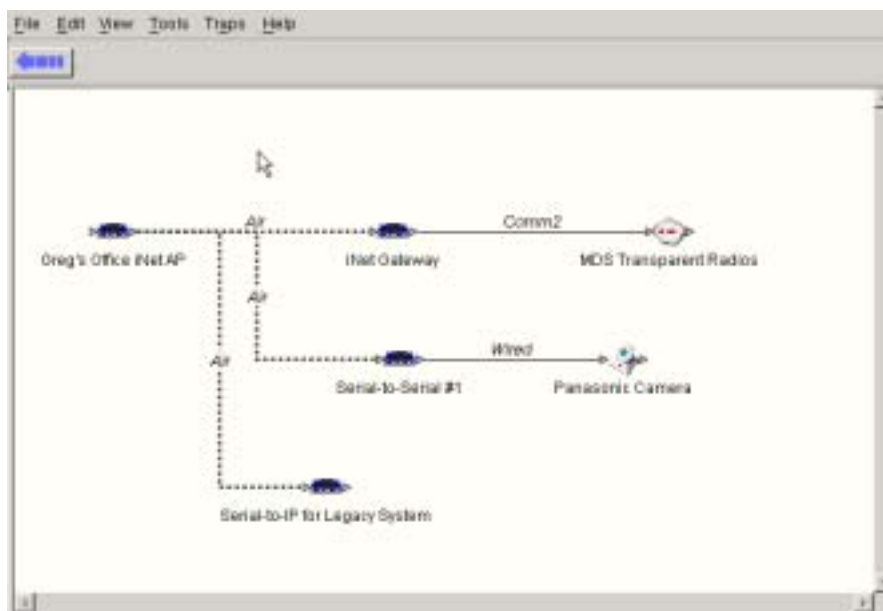 File Edit View Tools Traps Help
Air
Comm2
Greg's Office iNet AP
iNet Gateway
MDS Transparent Radios
Air
Wired
Air
Serial-to-Serial #1
Panasonic Camera
Serial-to-IP for Legacy System